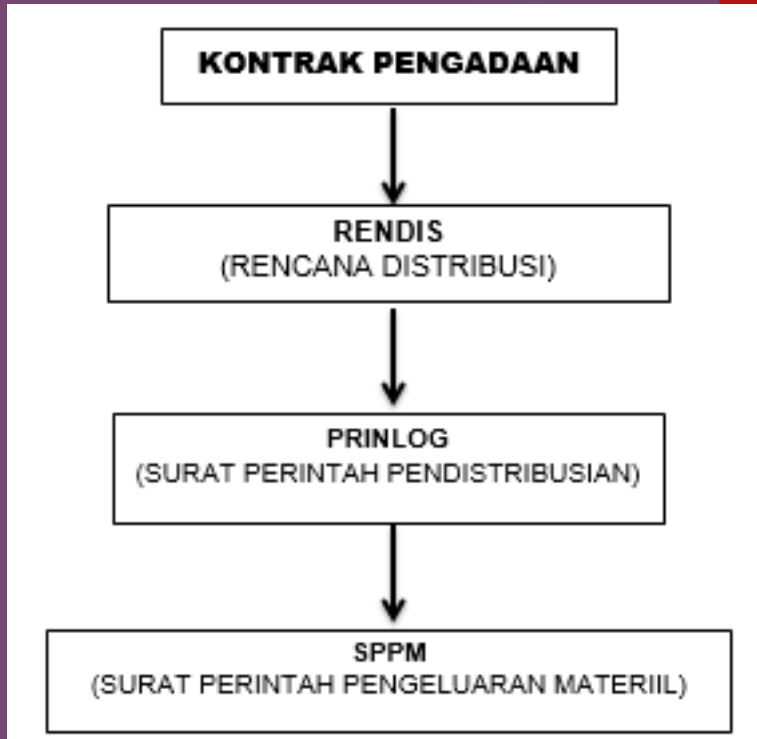 KONTRAK PENGADAAN
RENDIS
(RENCANA DISTRIBUSI)
PRINLOG
(SURAT PERINTAH PENDISTRIBUSIAN)
SPPM
(SURAT PERINTAH PENGELUARAN MATERIIL)